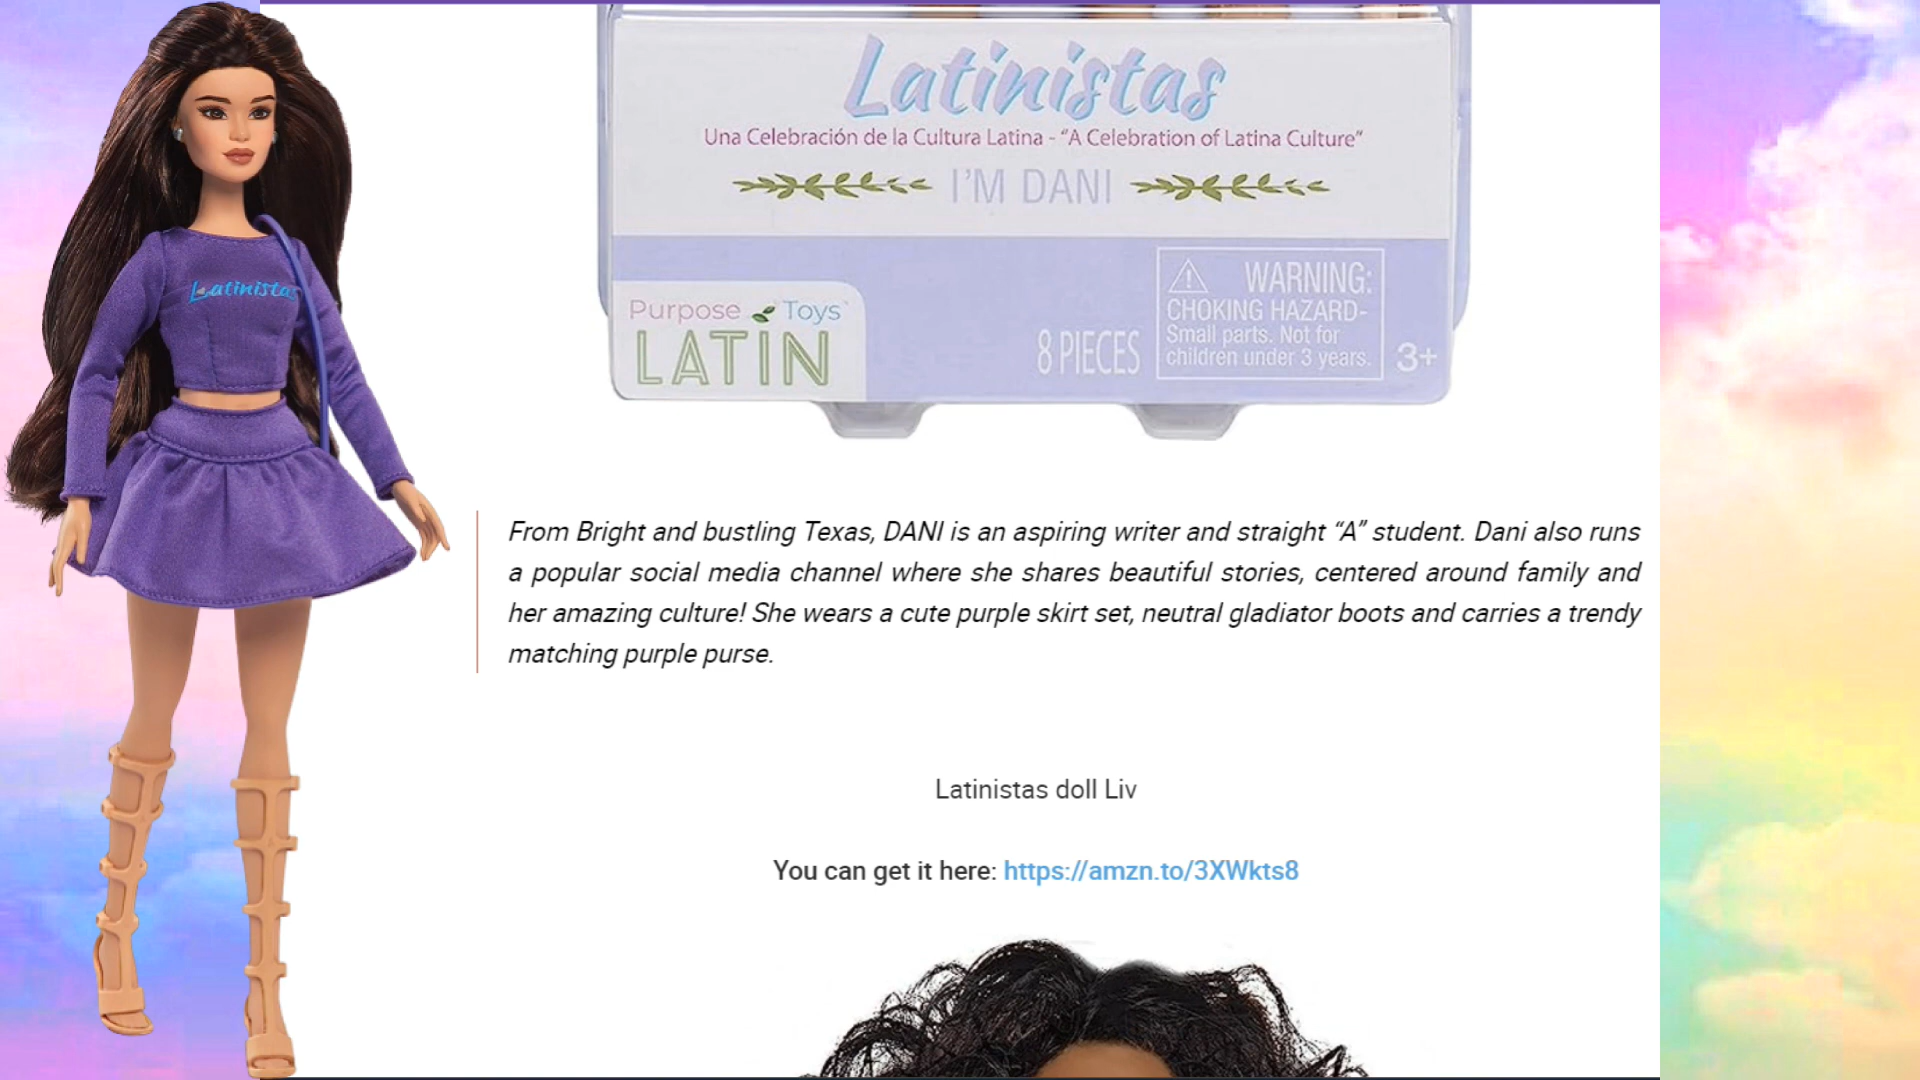 Latinistas
Una Celebración de la Cultura Latina - “A Celebration of Latina Culture”
I'M DANI
Purpose Toys
LATIN
8 PIECES
WARNING:
CHOKING HAZARD-
Small parts. Not for
children under 3 years.
3+
Latinistas
From Bright and bustling Texas, DANI is an aspiring writer and straight “A” student. Dani also runs
a popular social media channel where she shares beautiful stories, centered around family and
her amazing culture! She wears a cute purple skirt set, neutral gladiator boots and carries a trendy
matching purple purse.
Latinistas doll Liv
You can get it here: https://amzn.to/3XWkts8